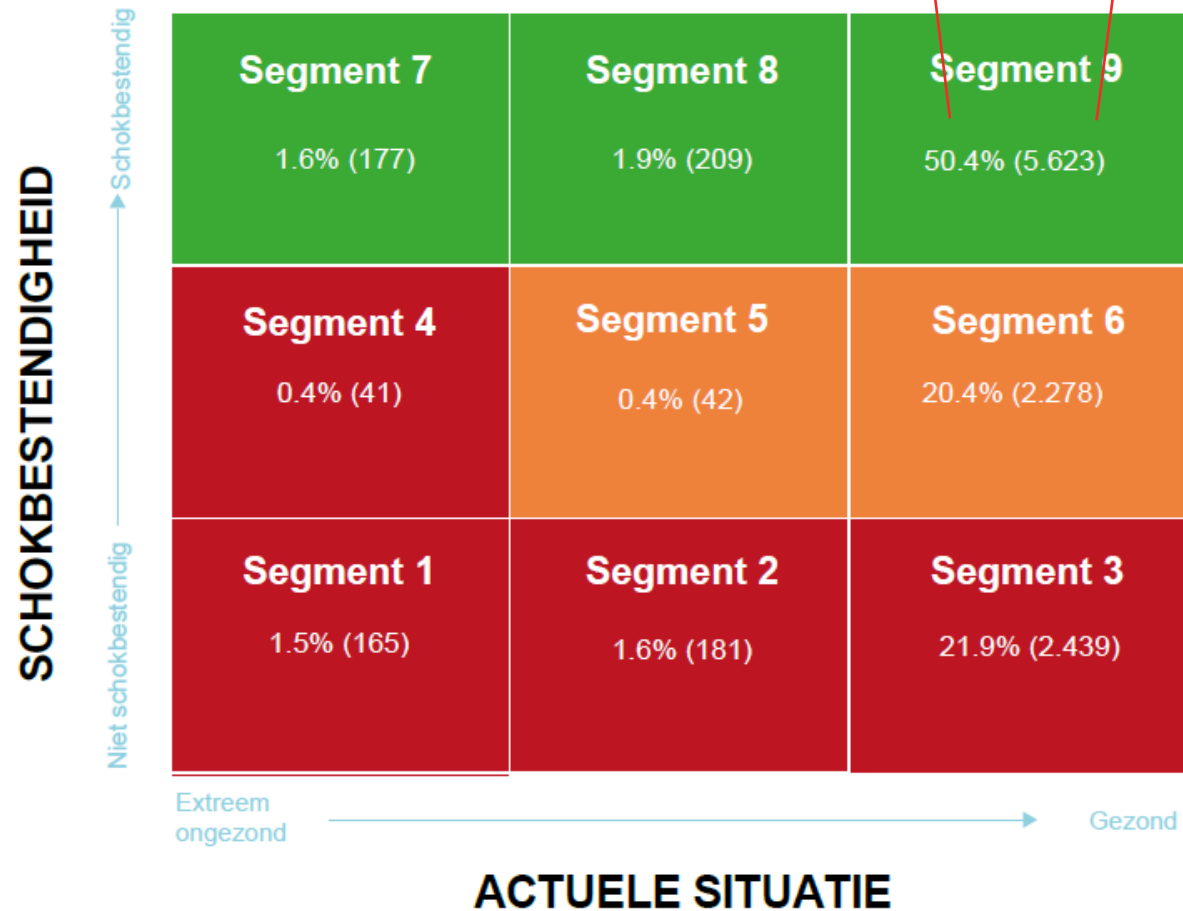 SCHOKBESTENDIGHEID
Schokbestendig
Niet schokbestendig
Segment 7
1.6% (177)
Segment 8
1.9% (209)
Segment 9
50.4% (5.623)
Segment 4
0.4% (41)
Segment 5
0.4% (42)
Segment 6
20.4% (2.278)
Segment 1
1.5% (165)
Segment 2
1.6% (181)
Segment 3
21.9% (2.439)
Extreem
ongezond
Gezond
ACTUELE SITUATIE